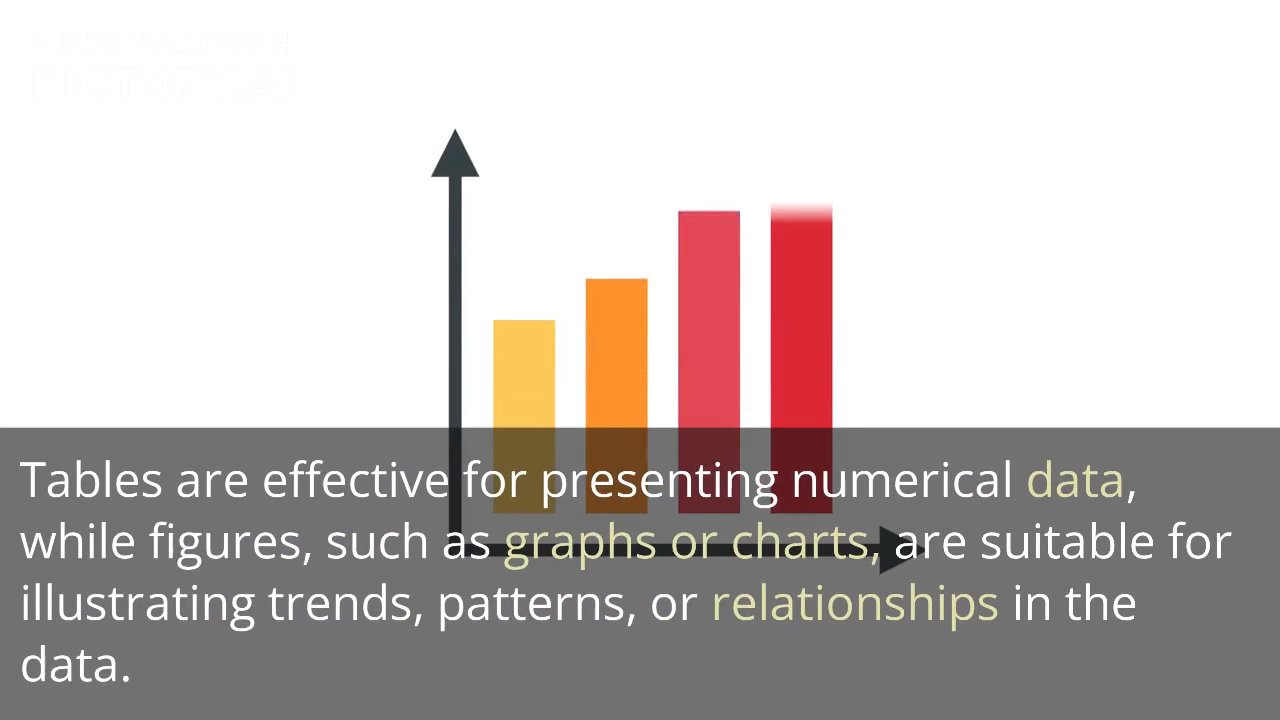 Tables are effective for presenting numerical data,
while figures, such as graphs or charts, are suitable for
illustrating trends, patterns, or relationships in the
data.